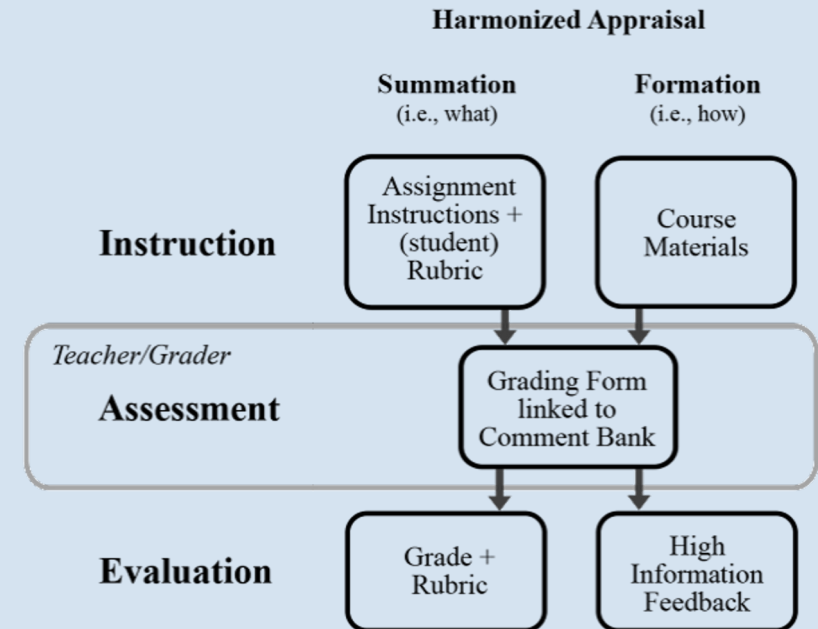 Harmonized Appraisal
Summation
(i.e., what)
Formation
(i.e., how)
Instruction
Assignment
Instructions +
(student)
Rubric
Course
Materials
Teacher/Grader
Assessment
Grading Form
linked to
Comment Bank
Evaluation
Grade +
Rubric
High
Information
Feedback